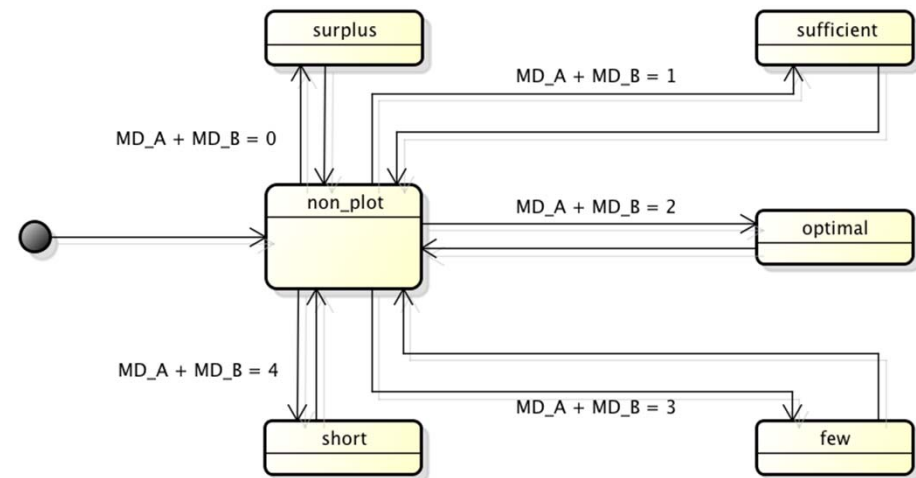 surplus
sufficient
MD_A + MD_B = 1
MD_A + MD_B = 0
non_plot
MD_A + MD_B = 2
optimal
MD_A + MD_B = 4
MD_A + MD_B = 3
short
few